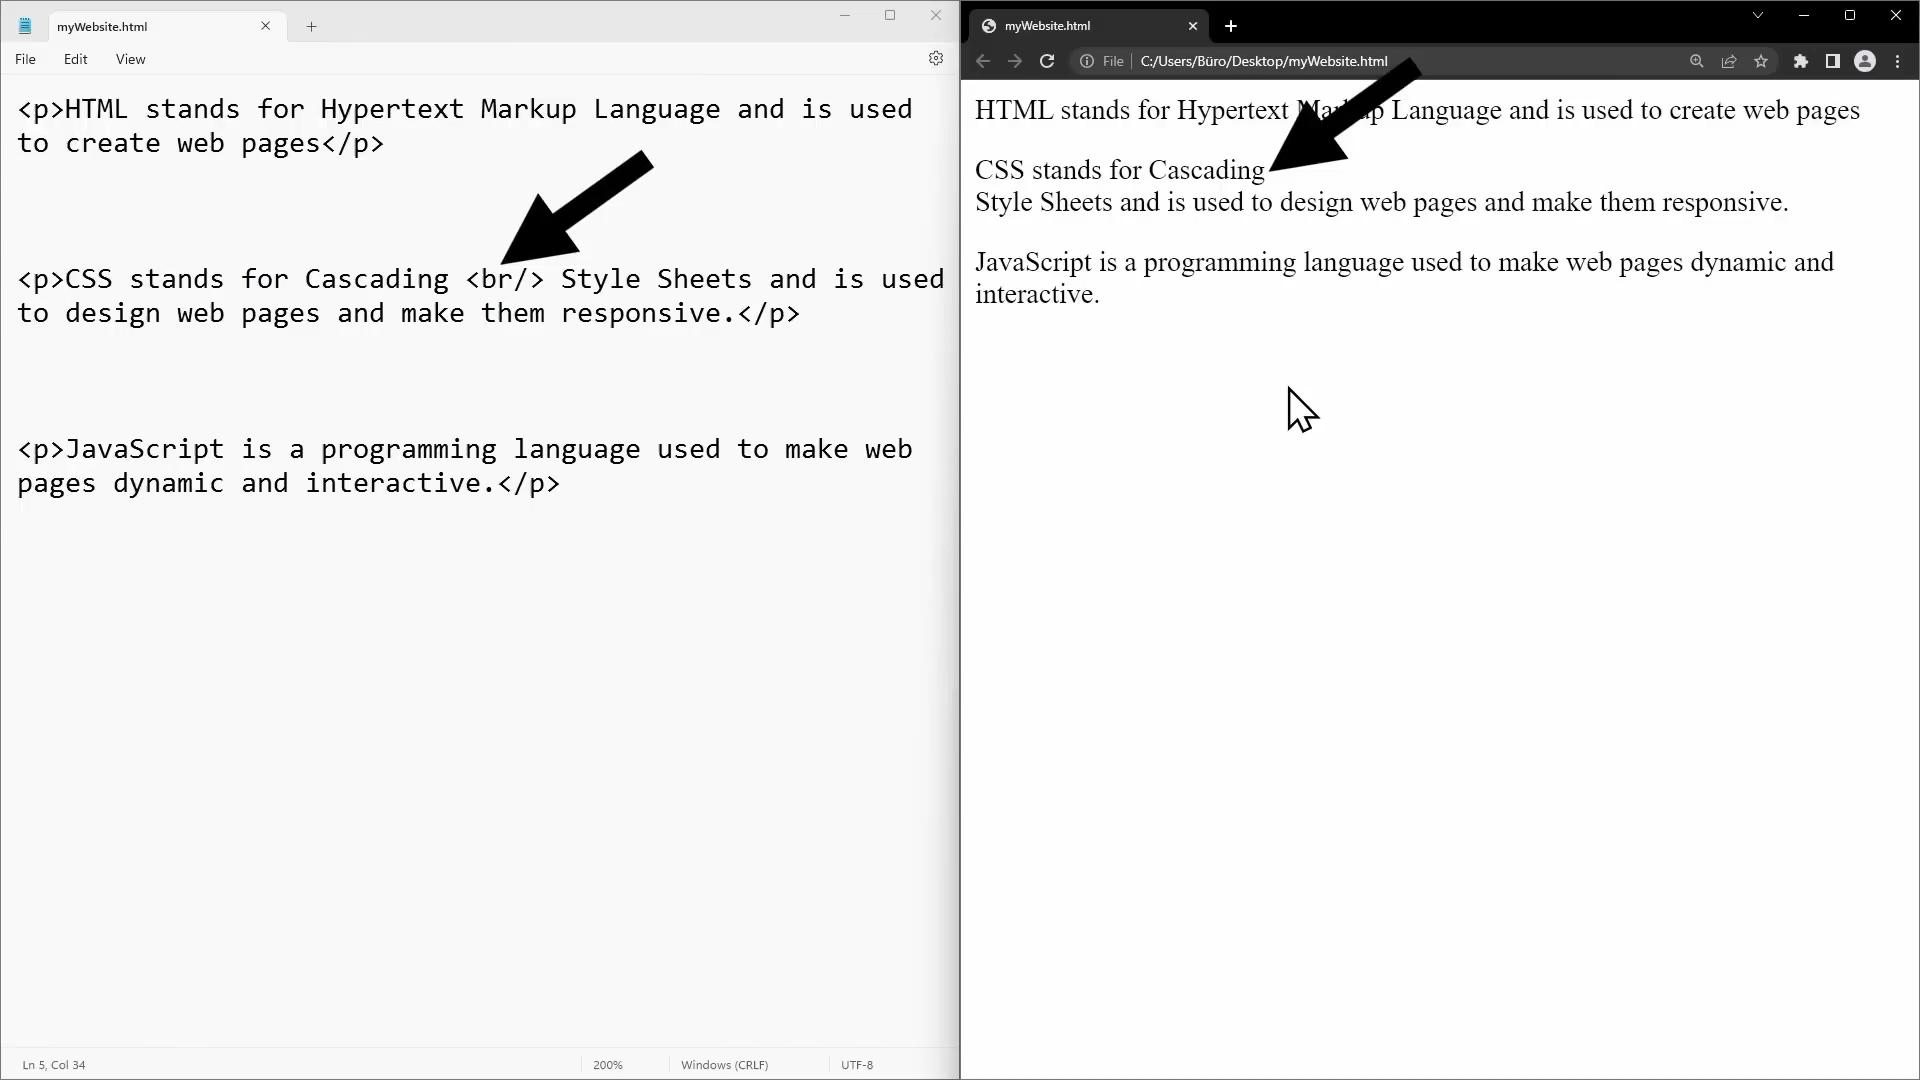 myWebsite.html
File Edit View
<p>HTML stands for Hypertext Markup Language and is used
to create web pages</p>
<p>CSS stands for Cascading <br/> Style Sheets and is used
to design web pages and make them responsive.</p>
<p>JavaScript is a programming language used to make web
pages dynamic and interactive.</p>
Ln 5, Col 34 200% Windows (CRLF) UTF-8
myWebsite.html
File C:/Users/Büro/Desktop/myWebsite.html
HTML stands for Hypertext Markup Language and is used to create web pages
CSS stands for Cascading
Style Sheets and is used to design web pages and make them responsive.
JavaScript is a programming language used to make web pages dynamic and
interactive.